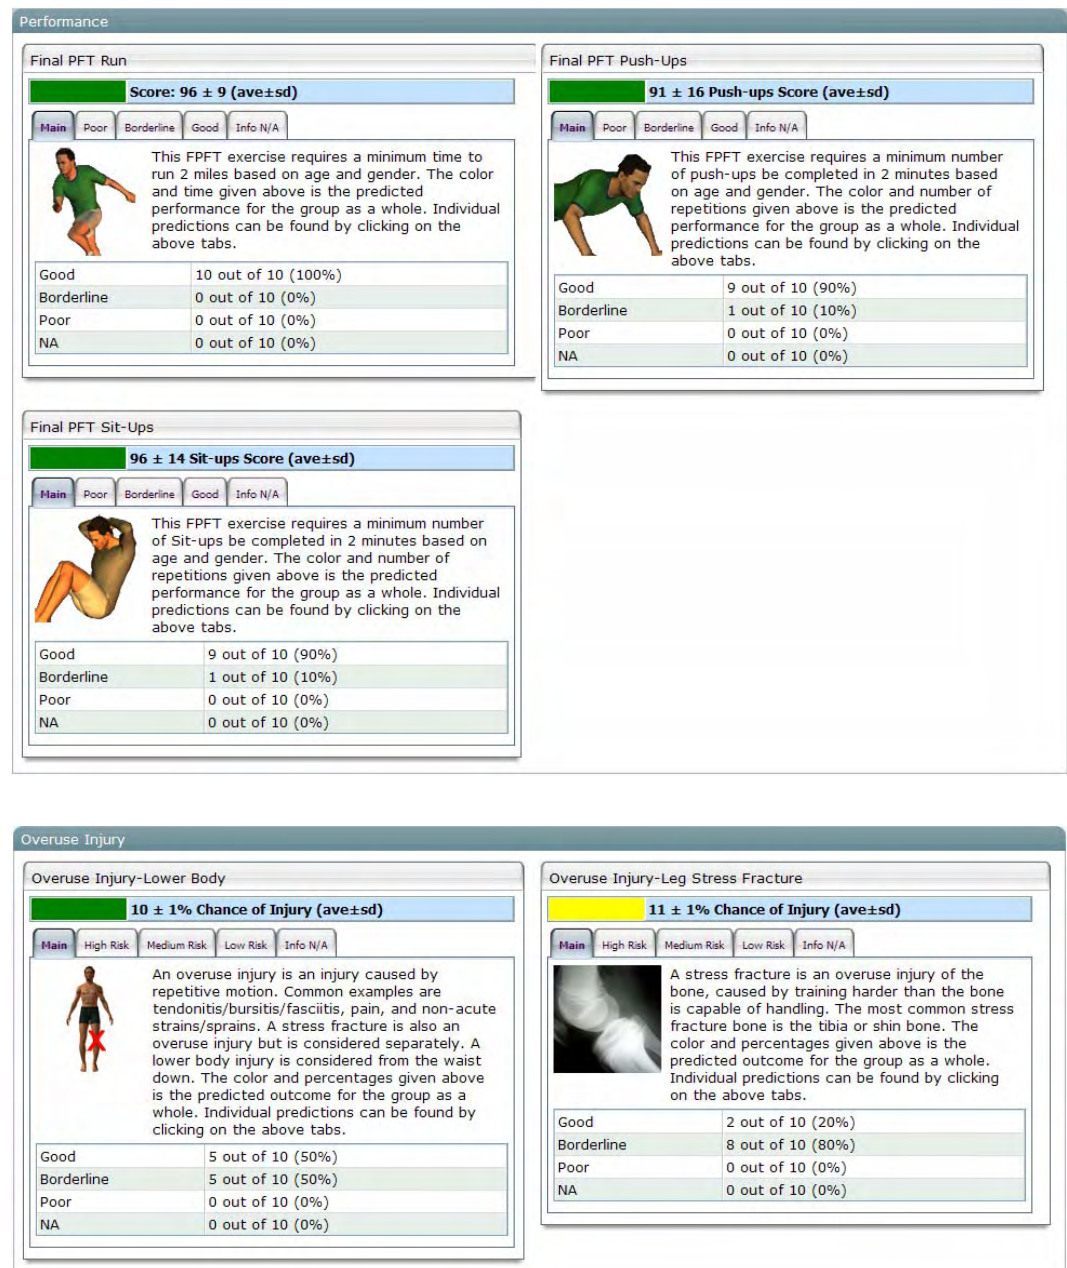 Performance
Final PFT Run
Score: 96 ± 9 (ave±sd)
Main Poor Borderline Good Info N/A
This FPFT exercise requires a minimum time to
run 2 miles based on age and gender. The color
and time given above is the predicted
performance for the group as a whole. Individual
predictions can be found by clicking on the
above tabs.
Good 10 out of 10 (100%)
Borderline 0 out of 10 (0%)
Poor 0 out of 10 (0%)
NA 0 out of 10 (0%)
Final PFT Push-Ups
91 ± 16 Push-ups Score (ave±sd)
Main Poor Borderline Good Info N/A
This FPFT exercise requires a minimum number
of push-ups be completed in 2 minutes based
on age and gender. The color and number of
repetitions given above is the predicted
performance for the group as a whole. Individual
predictions can be found by clicking on the
above tabs.
Good 9 out of 10 (90%)
Borderline 1 out of 10 (10%)
Poor 0 out of 10 (0%)
NA 0 out of 10 (0%)
Final PFT Sit-Ups
96 ± 14 Sit-ups Score (ave±sd)
Main Poor Borderline Good Info N/A
This FPFT exercise requires a minimum number
of Sit-ups be completed in 2 minutes based on
age and gender. The color and number of
repetitions given above is the predicted
performance for the group as a whole. Individual
predictions can be found by clicking on the
above tabs.
Good 9 out of 10 (90%)
Borderline 1 out of 10 (10%)
Poor 0 out of 10 (0%)
NA 0 out of 10 (0%)
Overuse Injury
Overuse Injury-Lower Body
10 ± 1% Chance of Injury (ave±sd)
Main High Risk Medium Risk Low Risk Info N/A
An overuse injury is an injury caused by
repetitive motion. Common examples are
tendonitis/bursitis/fasciitis, pain, and non-acute
strains/sprains. A stress fracture is also an
overuse injury but is considered separately. A
lower body injury is considered from the waist
down. The color and percentages given above
is the predicted outcome for the group as a
whole. Individual predictions can be found by
clicking on the above tabs.
Good 5 out of 10 (50%)
Borderline 5 out of 10 (50%)
Poor 0 out of 10 (0%)
NA 0 out of 10 (0%)
Overuse Injury-Leg Stress Fracture
11 ± 1% Chance of Injury (ave±sd)
Main High Risk Medium Risk Low Risk Info N/A
A stress fracture is an overuse injury of the
bone, caused by training harder than the bone
is capable of handling. The most common stress
fracture bone is the tibia or shin bone. The
color and percentages given above is the
predicted outcome for the group as a whole.
Individual predictions can be found by clicking
on the above tabs.
Good 2 out of 10 (20%)
Borderline 8 out of 10 (80%)
Poor 0 out of 10 (0%)
NA 0 out of 10 (0%)